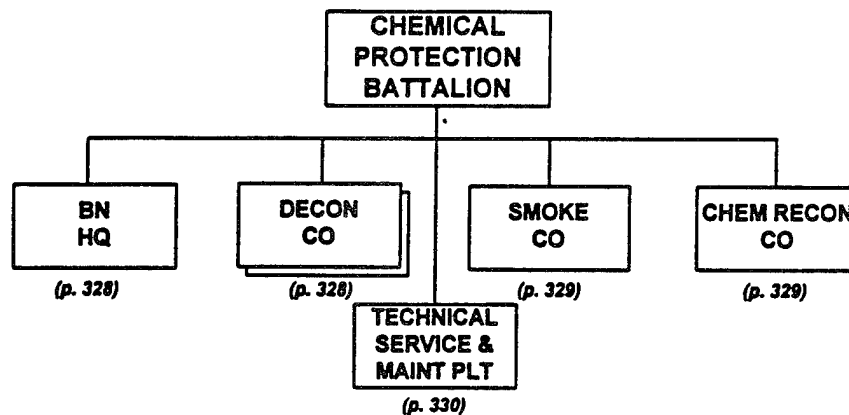 CHEMICAL
PROTECTION
BATTALION
BN
HQ
(p. 328)
DECON
CO
(p. 328)
SMOKE
CO
(p. 329)
CHEM RECON
CO
(p. 329)
TECHNICAL
SERVICE &
MAINT PLT
(p. 330)